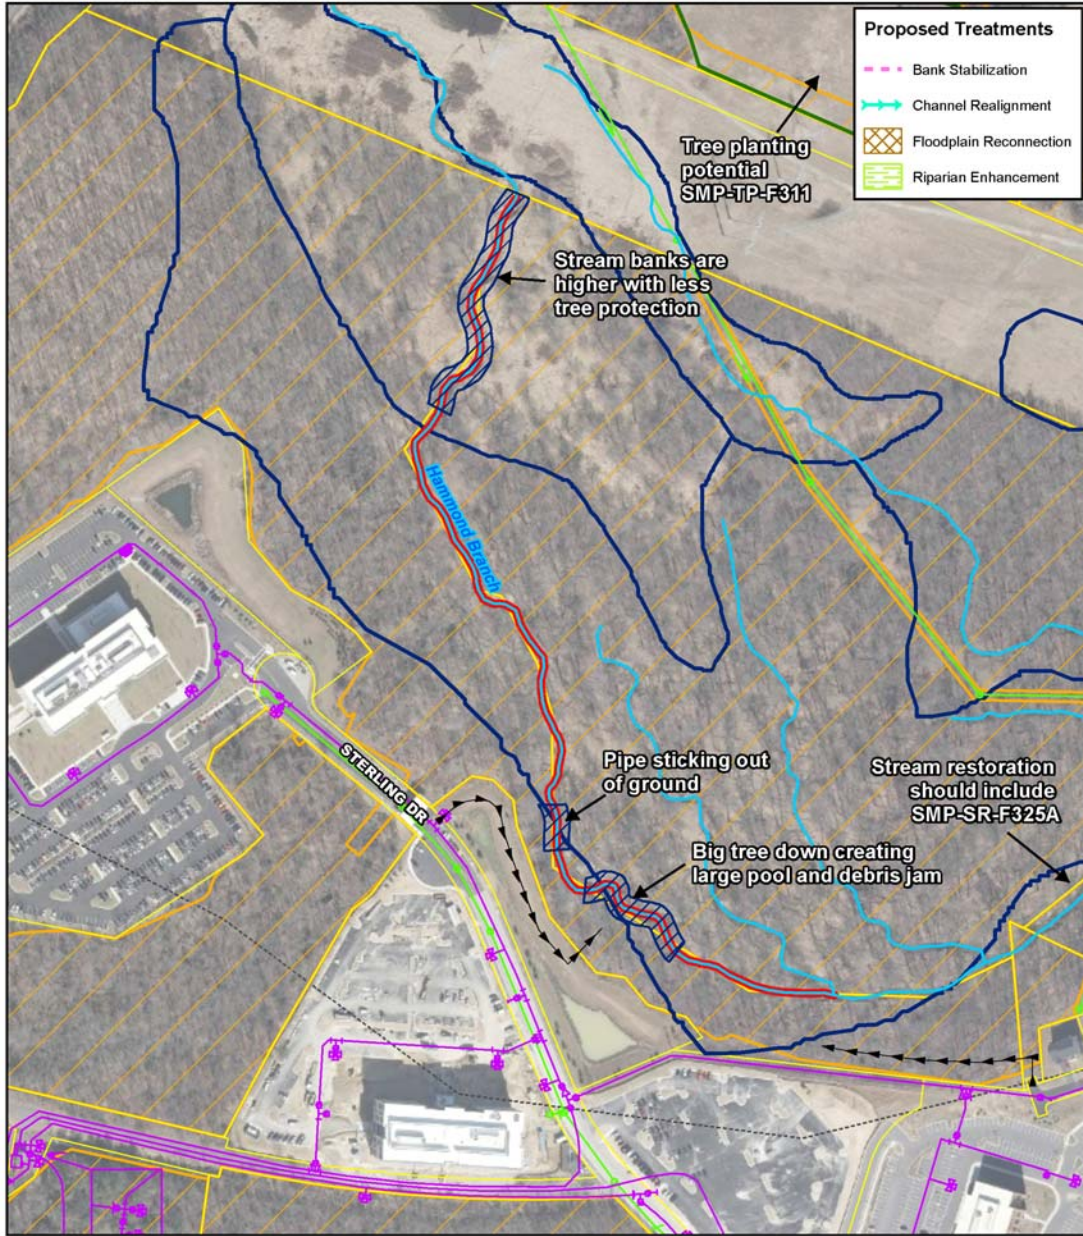 Proposed Treatments
Bank Stabilization
Channel Realignment
Floodplain Reconnection
Riparian Enhancement
Tree planting
potential
SMP-TP-F311
Stream banks are
higher with less
tree protection
Hammond Branch
Pipe sticking out
of ground
STERLING DR
Stream restoration
should include
SMP-SR-F325A
Big tree down creating
large pool and debris jam